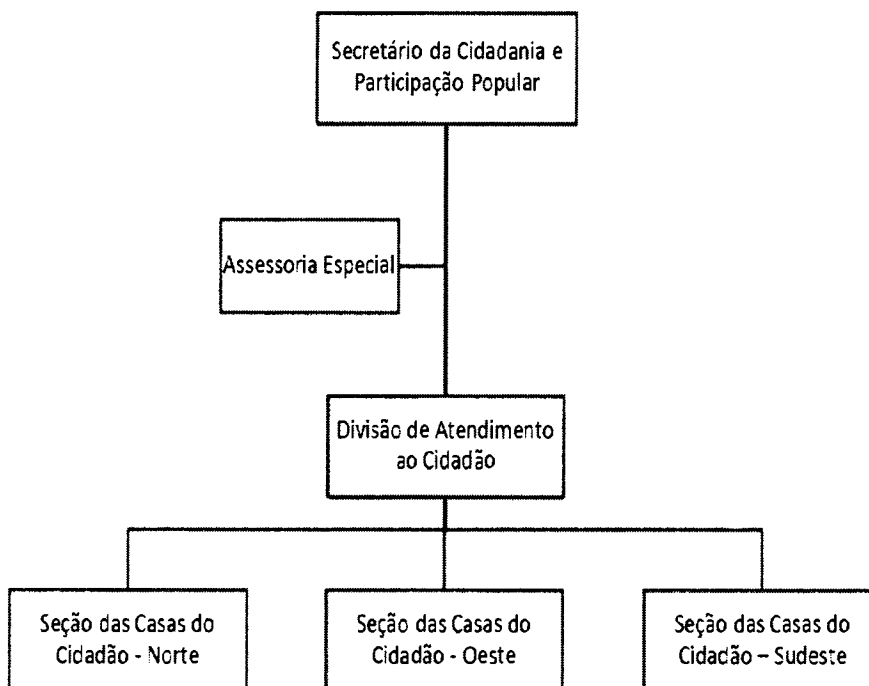 Secretário da Cidadania e
Participação Popular
Assessoria Especial
Divisão de Atendimento
ao Cidadão
Seção das Casas do
Cidadão - Norte
Seção das Casas do
Cidadão - Oeste
Seção das Casas do
Cidadão – Sudeste